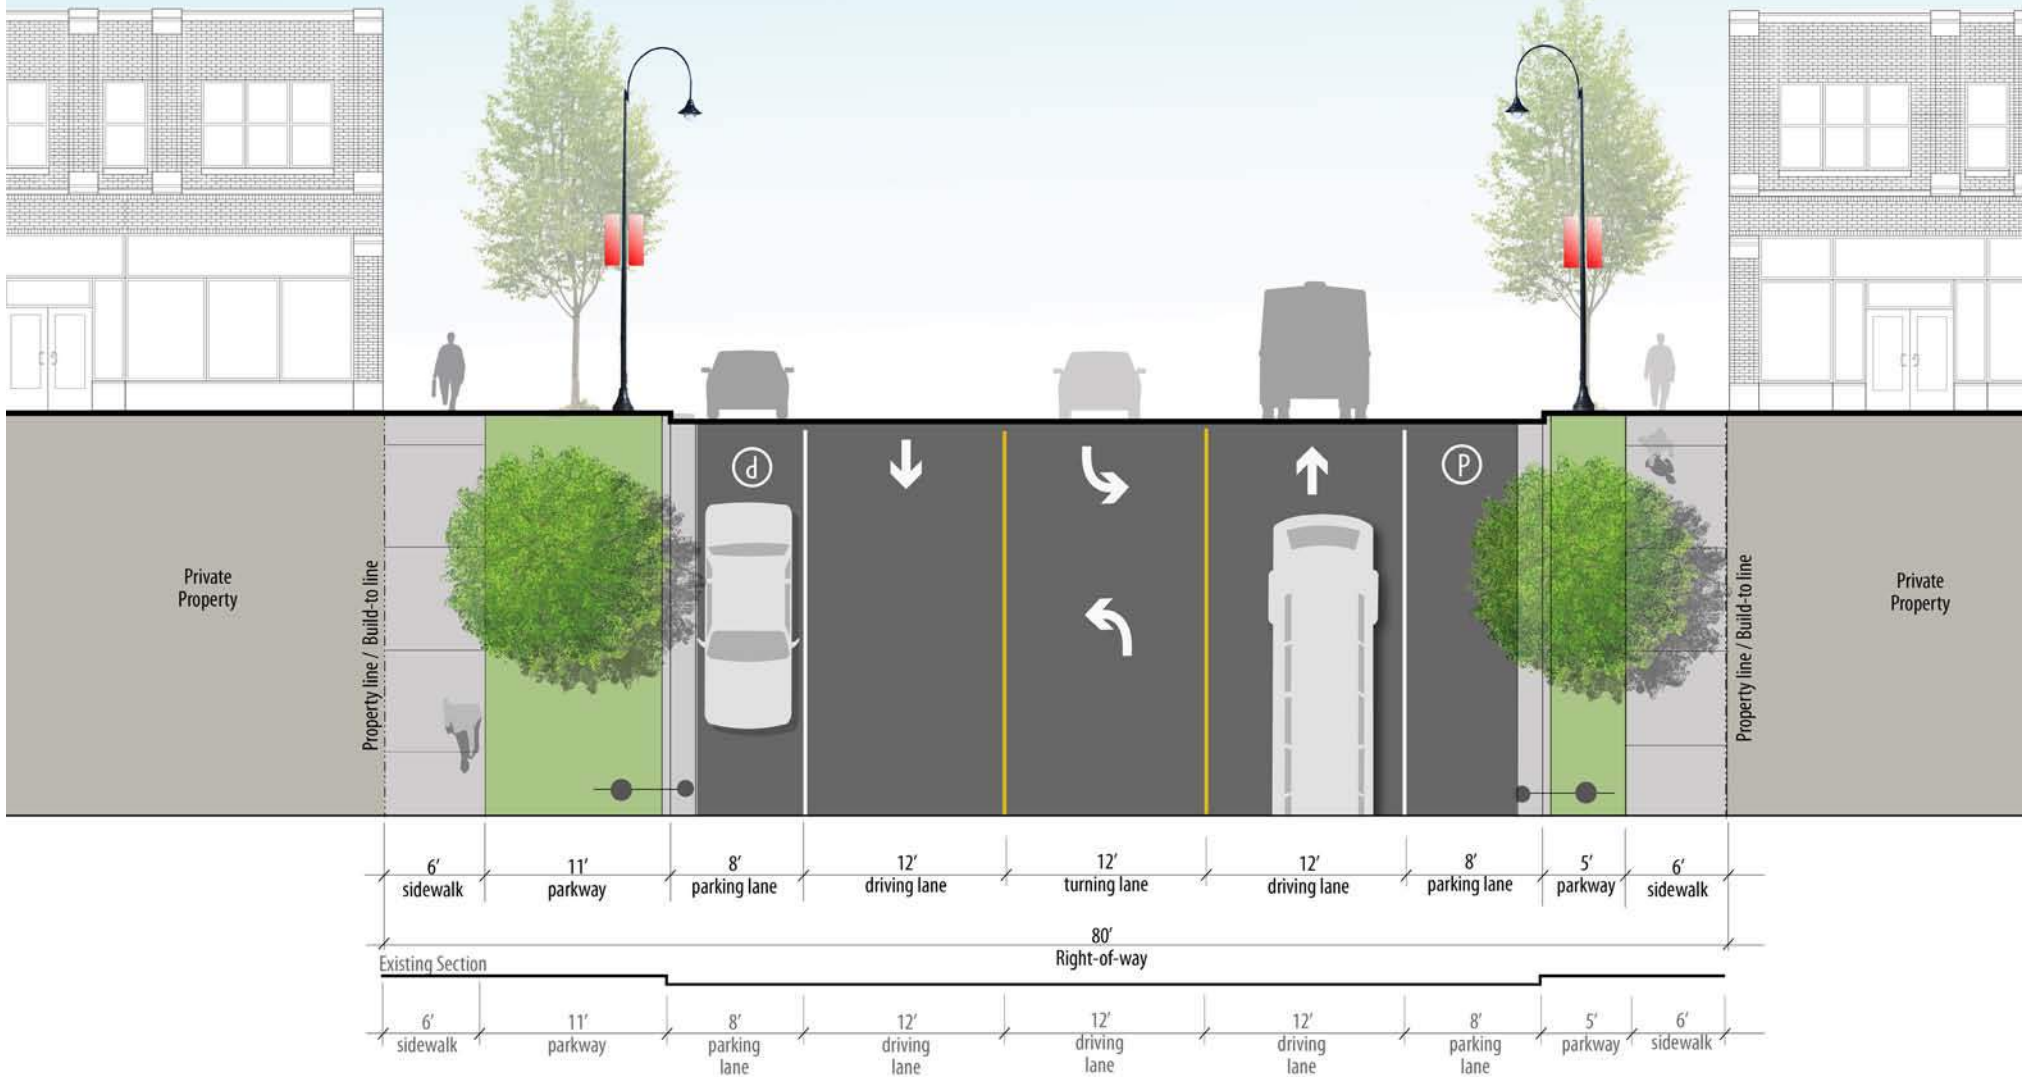 P
P
Private
Property
Property line / Build-to line
Property line / Build-to line
Private
Property
6'
sidewalk
11'
parkway
8'
parking lane
12'
driving lane
12'
turning lane
12'
driving lane
8'
parking lane
5'
parkway
6'
sidewalk
80'
Right-of-way
Existing Section
6'
sidewalk
11'
parkway
8'
parking
lane
12'
driving
lane
12'
driving
lane
12'
driving
lane
8'
parking
lane
5'
parkway
6'
sidewalk